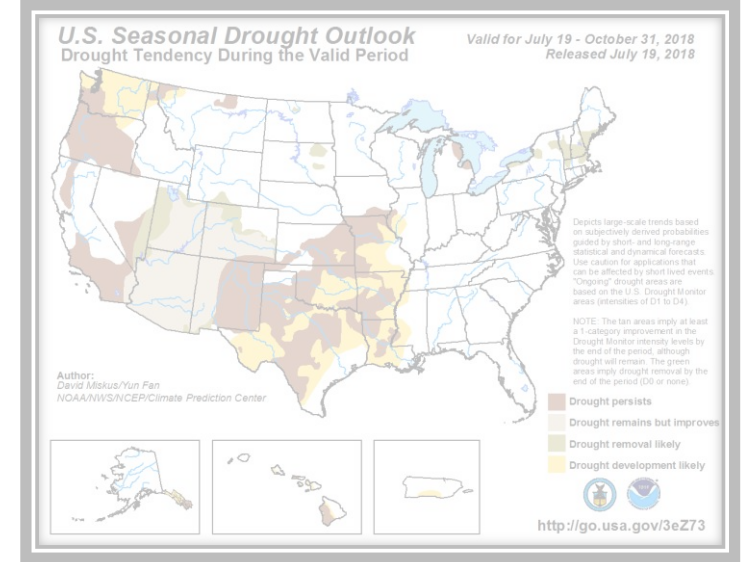 U.S. Seasonal Drought Outlook
Drought Tendency During the Valid Period
Valid for July 19 - October 31, 2018
Released July 19, 2018
Depicts large-scale trends based
on subjectively derived probabilities
guided by short- and long-range
statistical and dynamical forecasts.
Use caution for applications that
can be affected by short lived events.
"Ongoing" drought areas are
based on the U.S. Drought Monitor
areas (intensities of D1 to D4).
NOTE: The tan areas imply at least
a 1-category improvement in the
Drought Monitor intensity levels by
the end of the period, although
drought will remain. The green
areas imply drought removal by the
end of the period (D0 or none).
Author:
David Miskus/Yun Fan
NOAA/NWS/NCEP/Climate Prediction Center
Drought persists
Drought remains but improves
Drought removal likely
Drought development likely
http://go.usa.gov/3eZ73